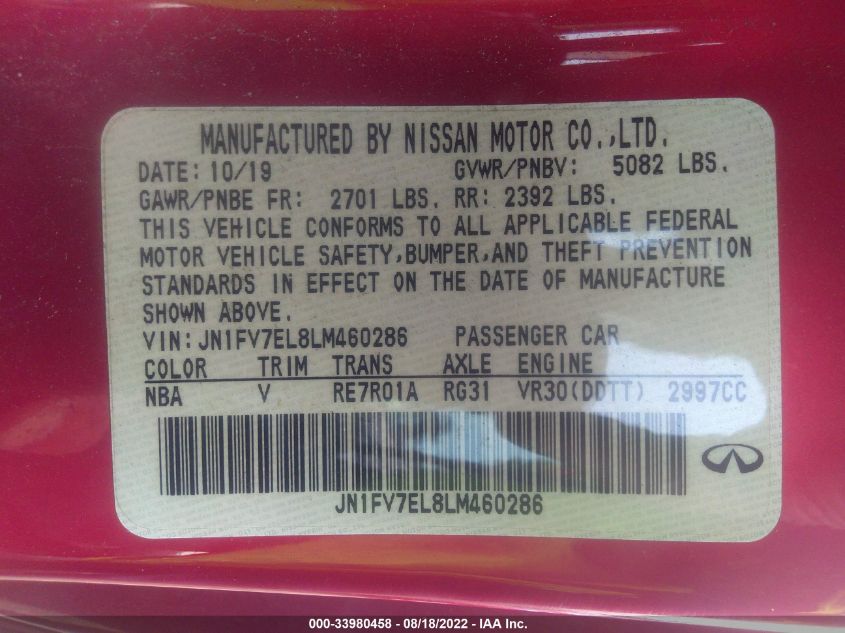 MANUFACTURED BY NISSAN MOTOR CO.,LTD.
DATE: 10/19 GVWR/PNBV: 5082 LBS.
GAWR/PNBE FR: 2701 LBS. RR: 2392 LBS.
THIS VEHICLE CONFORMS TO ALL APPLICABLE FEDERAL
MOTOR VEHICLE SAFETY,BUMPER,AND THEFT PREVENTION
STANDARDS IN EFFECT ON THE DATE OF MANUFACTURE
SHOWN ABOVE.
VIN: JN1FV7EL8LM460286 PASSENGER CAR
COLOR TRIM TRANS AXLE ENGINE
NBA V RE7R01A RG31 VR30(DDTT) 2997CC
JN1FV7EL8LM460286
000-33980458 - 08/18/2022 - IAA Inc.